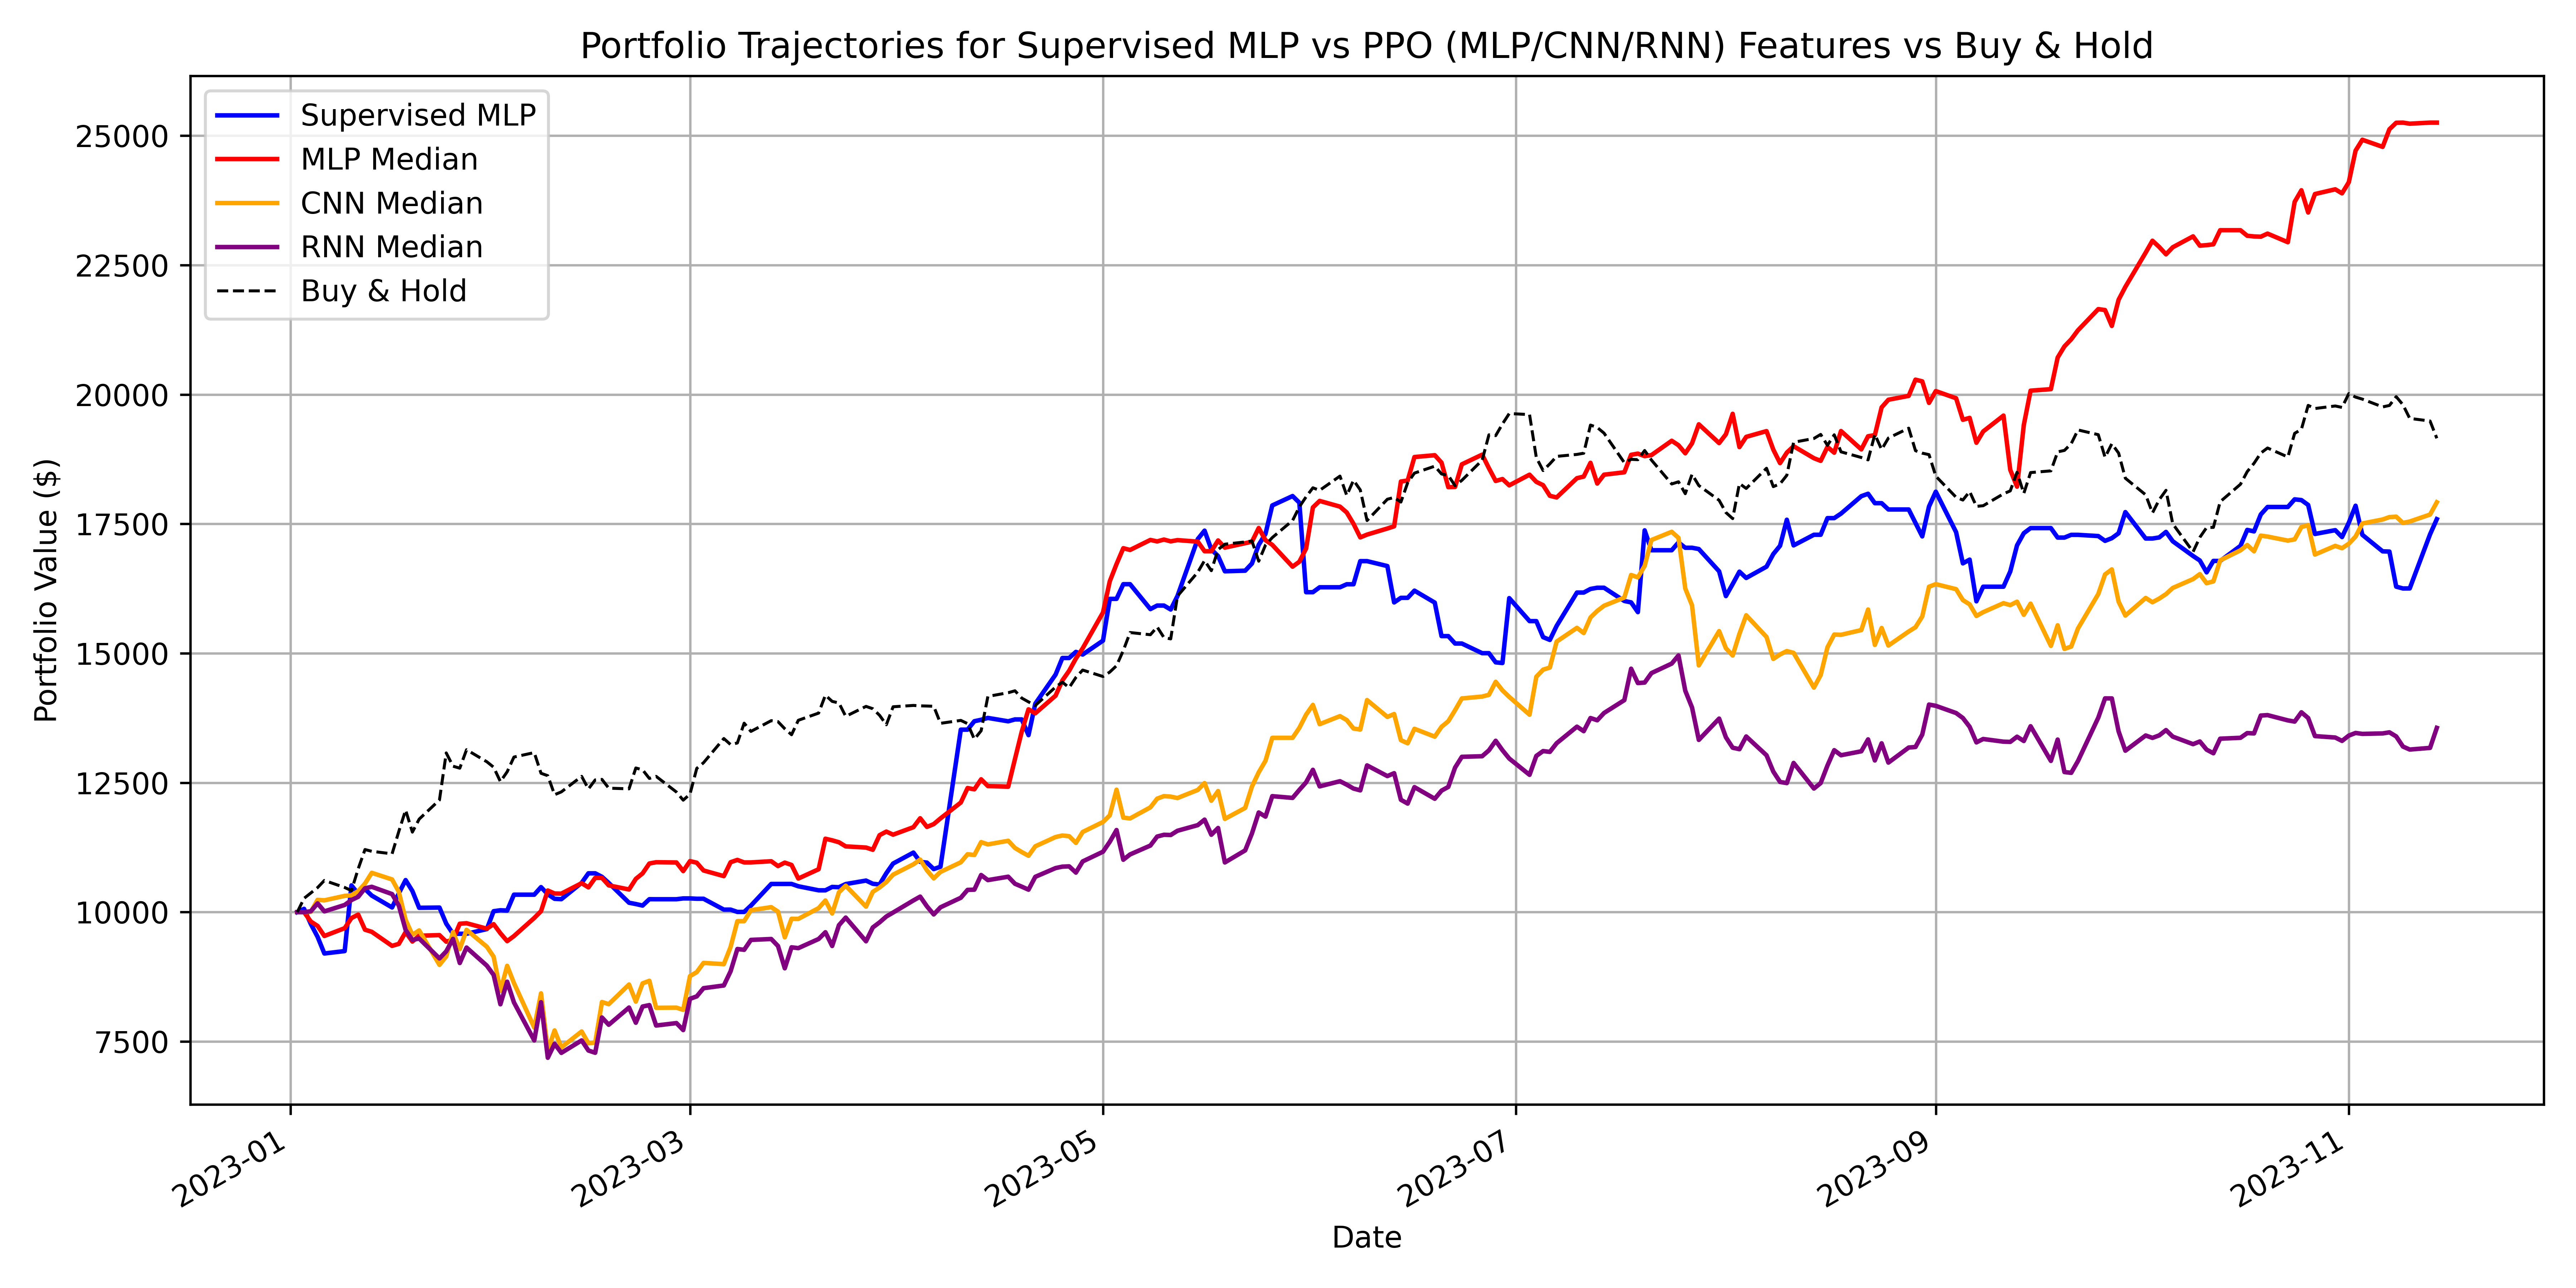 Portfolio Trajectories for Supervised MLP vs PPO (MLP/CNN/RNN) Features vs Buy & Hold
Supervised MLP
MLP Median
CNN Median
RNN Median
Buy & Hold
Portfolio Value ($)
25000
22500
20000
17500
15000
12500
10000
7500
2023-01
2023-03
2023-05
2023-07
2023-09
2023-11
Date